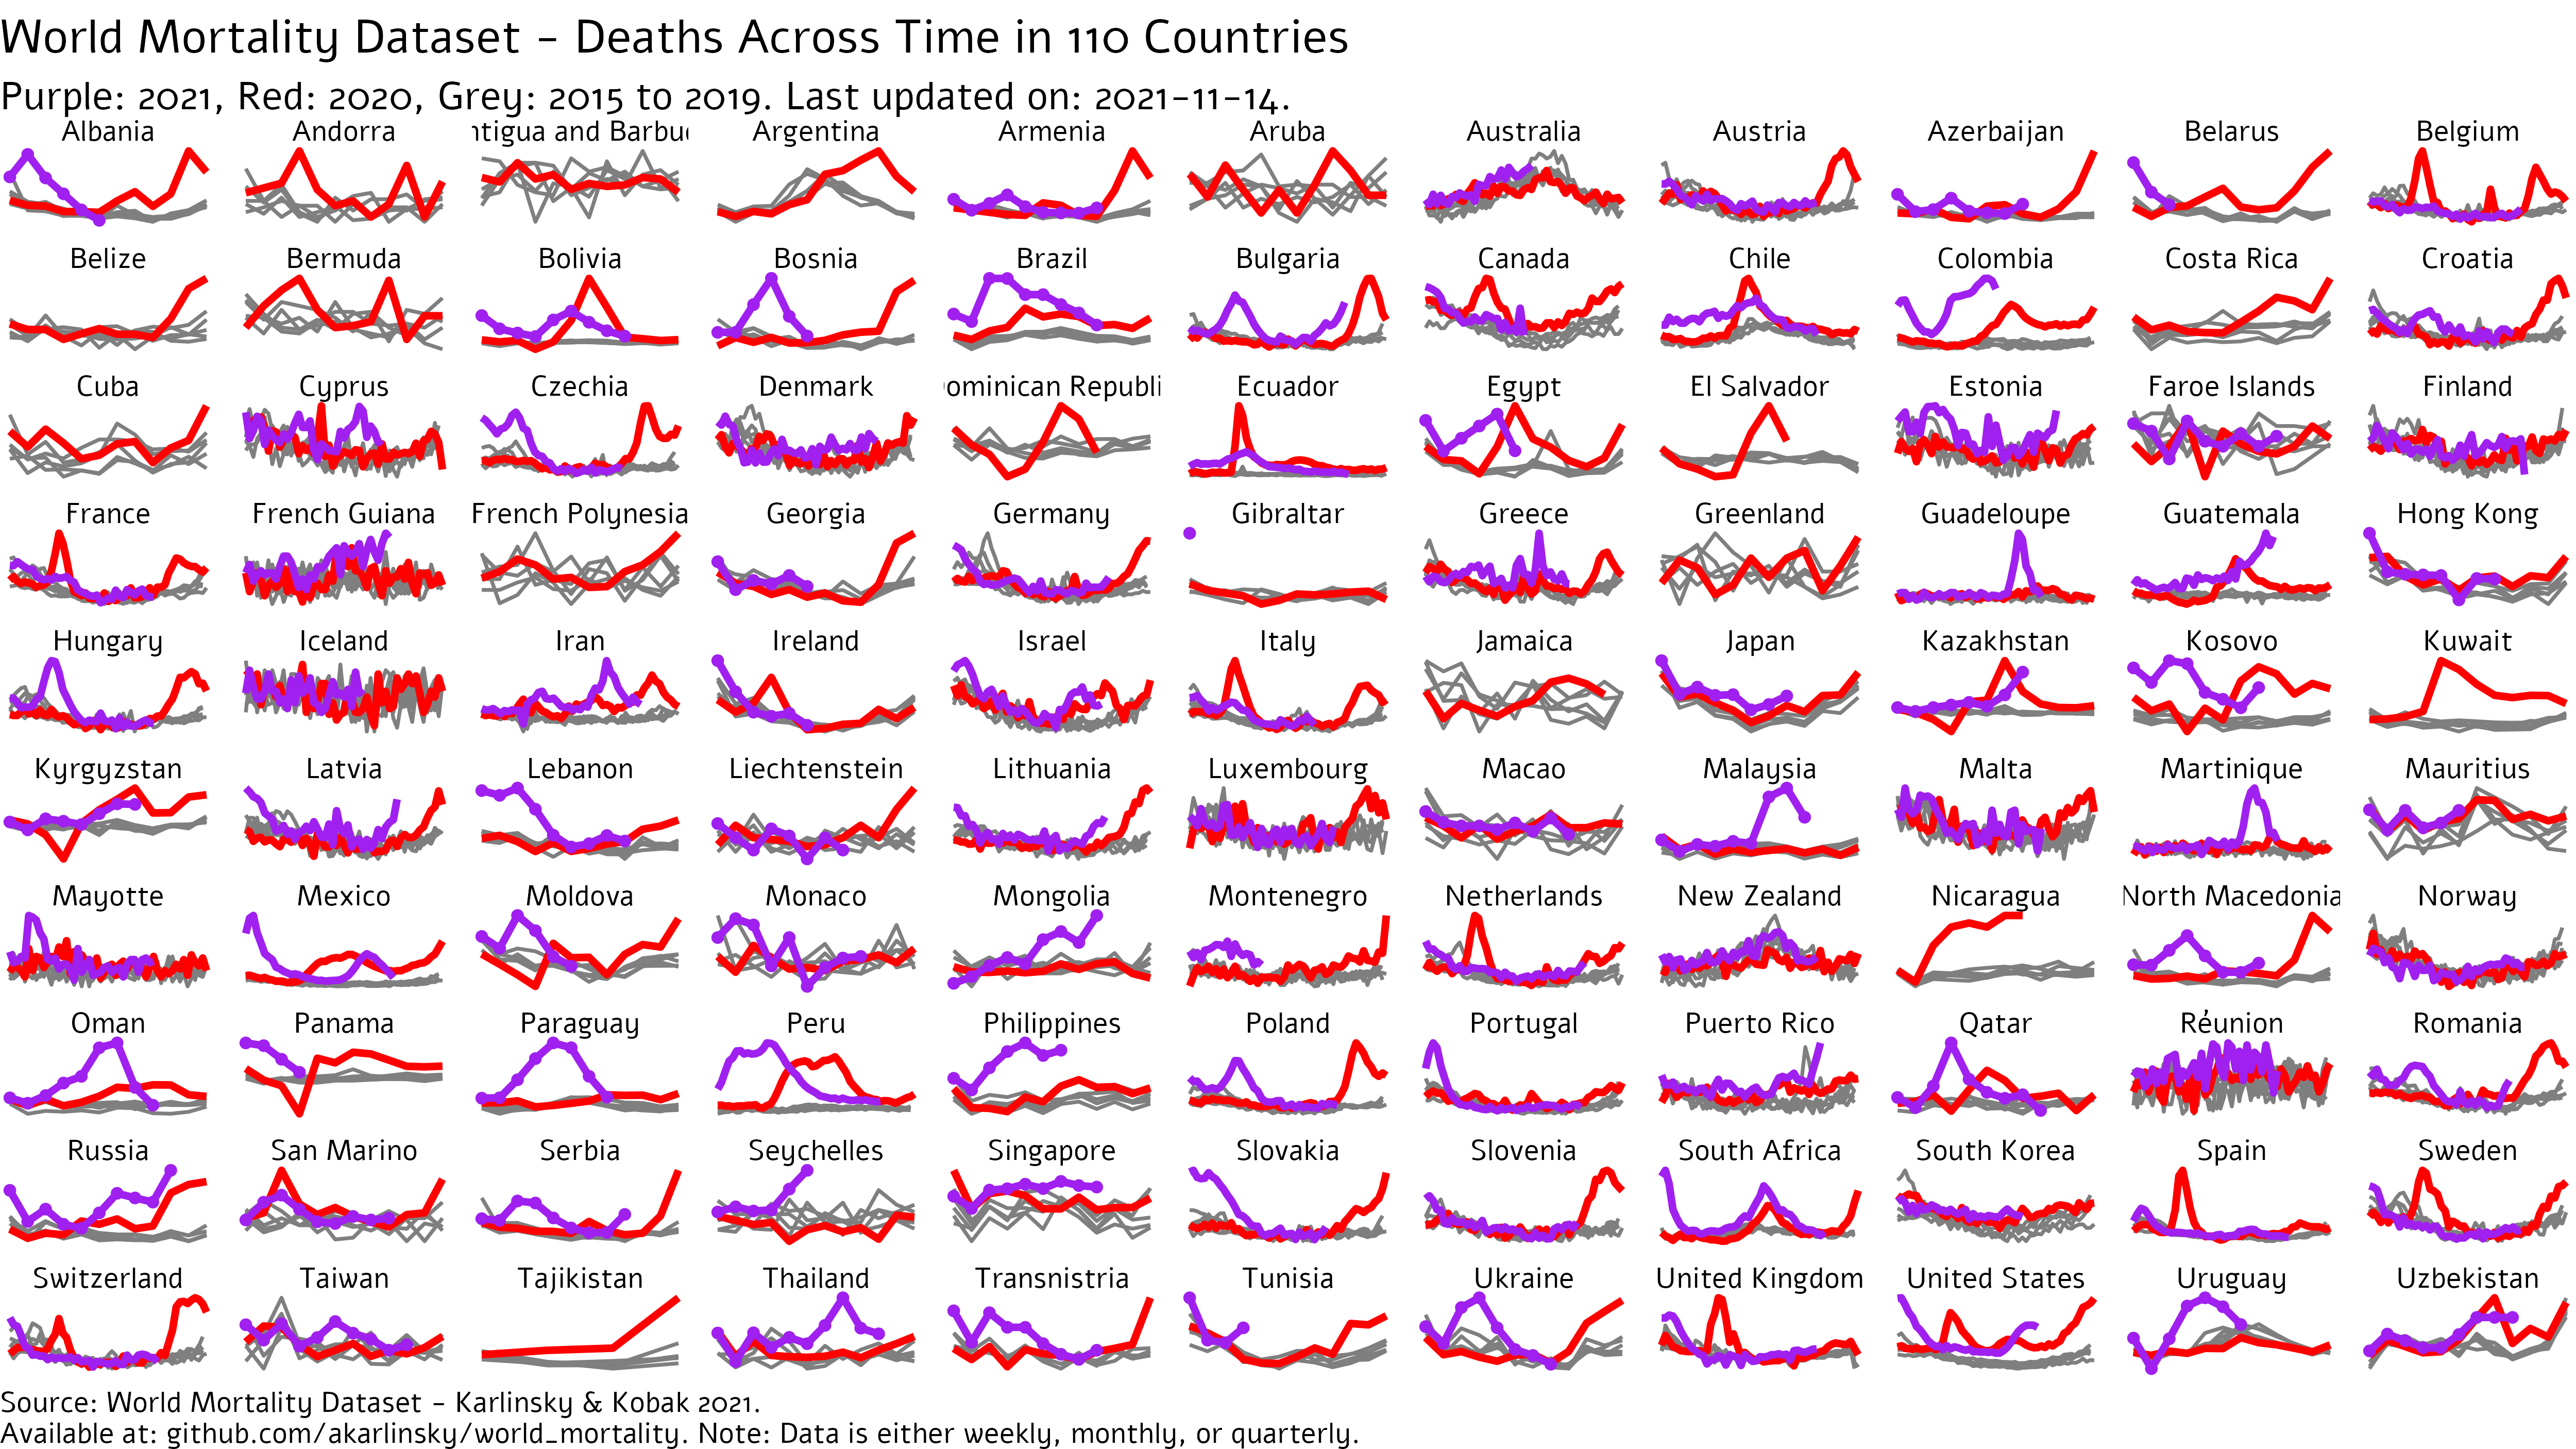 World Mortality Dataset - Deaths Across Time in 110 Countries
Purple: 2021, Red: 2020, Grey: 2015 to 2019. Last updated on: 2021-11-14.
Albania Andorra ntigua and Barbu Argentina Armenia Aruba Australia Austria Azerbaijan Belarus Belgium
Belize Bermuda Bolivia Bosnia Brazil Bulgaria Canada Chile Colombia Costa Rica Croatia
Cuba Cyprus Czechia Denmark ominican Republi Ecuador Egypt El Salvador Estonia Faroe Islands Finland
France French Guiana French Polynesia Georgia Germany Gibraltar Greece Greenland Guadeloupe Guatemala Hong Kong
Hungary Iceland Iran Ireland Israel Italy Jamaica Japan Kazakhstan Kosovo Kuwait
Kyrgyzstan Latvia Lebanon Liechtenstein Lithuania Luxembourg Macao Malaysia Malta Martinique Mauritius
Mayotte Mexico Moldova Monaco Mongolia Montenegro Netherlands New Zealand Nicaragua North Macedonia Norway
Oman Panama Paraguay Peru Philippines Poland Portugal Puerto Rico Qatar Réunion Romania
Russia San Marino Serbia Seychelles Singapore Slovakia Slovenia South Africa South Korea Spain Sweden
Switzerland Taiwan Tajikistan Thailand Transnistria Tunisia Ukraine United Kingdom United States Uruguay Uzbekistan
Source: World Mortality Dataset - Karlinsky & Kobak 2021.
Available at: github.com/akarlinsky/world_mortality. Note: Data is either weekly, monthly, or quarterly.